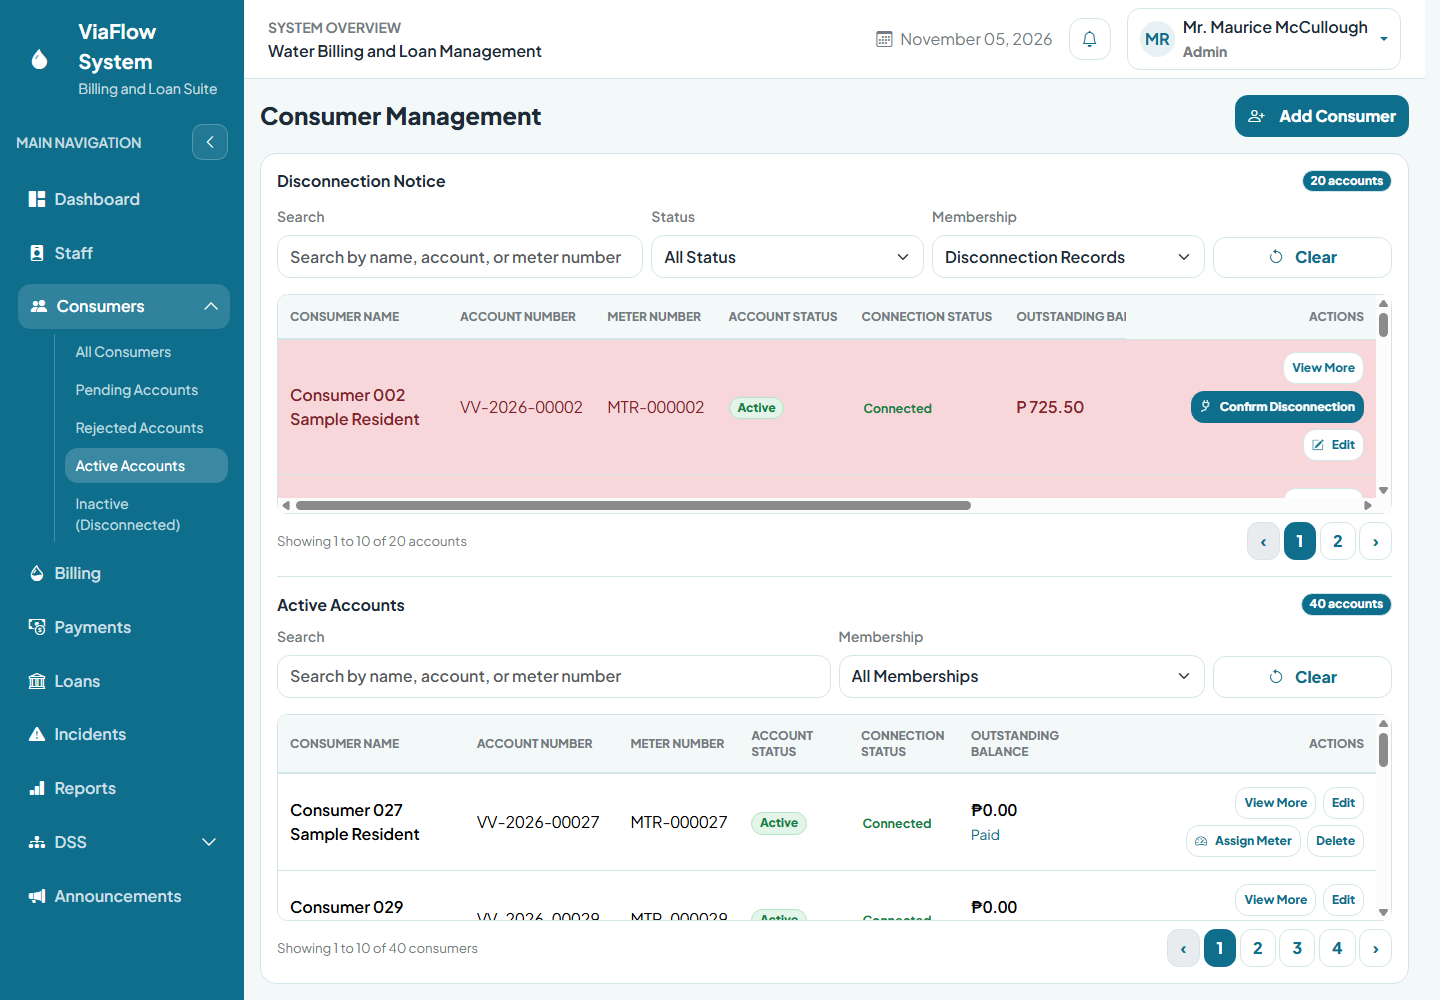 ViaFlow
System
Billing and Loan Suite
MAIN NAVIGATION
Dashboard
Staff
Consumers
All Consumers
Pending Accounts
Rejected Accounts
Active Accounts
Inactive
(Disconnected)
Billing
Payments
Loans
Incidents
Reports
DSS
Announcements
SYSTEM OVERVIEW
Water Billing and Loan Management
November 05, 2026
MR
Mr. Maurice McCullough
Admin
Consumer Management
Add Consumer
Disconnection Notice
20 accounts
Search
Status
Membership
Search by name, account, or meter number
All Status
Disconnection Records
Clear
CONSUMER NAME ACCOUNT NUMBER METER NUMBER ACCOUNT STATUS CONNECTION STATUS OUTSTANDING BAL ACTIONS
Consumer 002
Sample Resident
VV-2026-00002
MTR-000002
Active
Connected
P 725.50
View More
Confirm Disconnection
Edit
Showing 1 to 10 of 20 accounts
‹ 1 2 ›
Active Accounts
40 accounts
Search
Membership
Search by name, account, or meter number
All Memberships
Clear
CONSUMER NAME ACCOUNT NUMBER METER NUMBER ACCOUNT STATUS CONNECTION STATUS OUTSTANDING BALANCE ACTIONS
Consumer 027
Sample Resident
VV-2026-00027
MTR-000027
Active
Connected
₱0.00
Paid
View More
Edit
Assign Meter
Delete
Consumer 029
VV-2026-00029
MTR-000029
Active
Connected
₱0.00
View More
Edit
Showing 1 to 10 of 40 consumers
‹ 1 2 3 4 ›